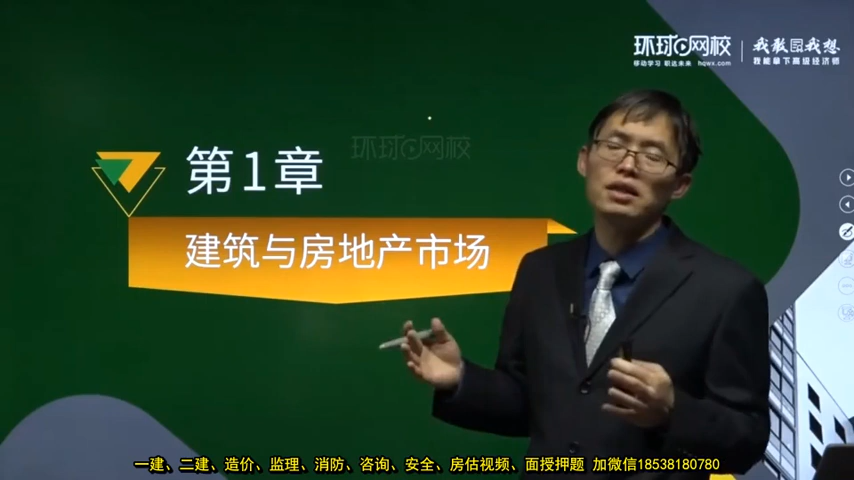 环球网校
移动学习 职达未来 hqwx.com
我敢因我想
我能拿下高级经济师
环球网校
第1章
建筑与房地产市场
一建、二建、造价、监理、消防、咨询、安全、房估视频、面授押题 加微信18538180780